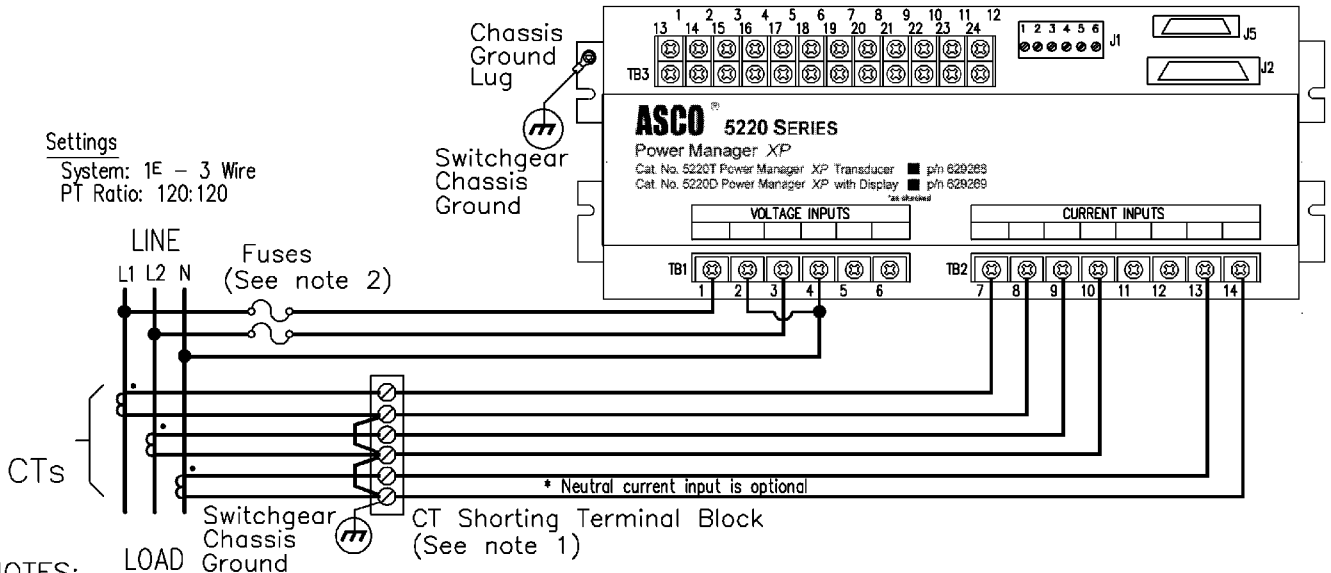 1 2 3 4 5 6 7 8 9 10 11 12
13 14 15 16 17 18 19 20 21 22 23 24
TB3
1 2 3 4 5 6
J1
J5
J2
Chassis
Ground
Lug
Switchgear
Chassis
Ground
ASCO ® 5220 SERIES
Power Manager XP
Cat. No. 5220T Power Manager XP Transducer ■ p/n 629268
Cat. No. 5220D Power Manager XP with Display ■ p/n 629269
Settings
System: 1E - 3 Wire
PT Ratio: 120:120
VOLTAGE INPUTS
CURRENT INPUTS
TB1
1 2 3 4 5 6
TB2
7 8 9 10 11 12 13 14
LINE
L1 L2 N
Fuses
(See note 2)
CTs
* Neutral current input is optional
Switchgear
Chassis
Ground
CT Shorting Terminal Block
(See note 1)
LOAD
NOTES: